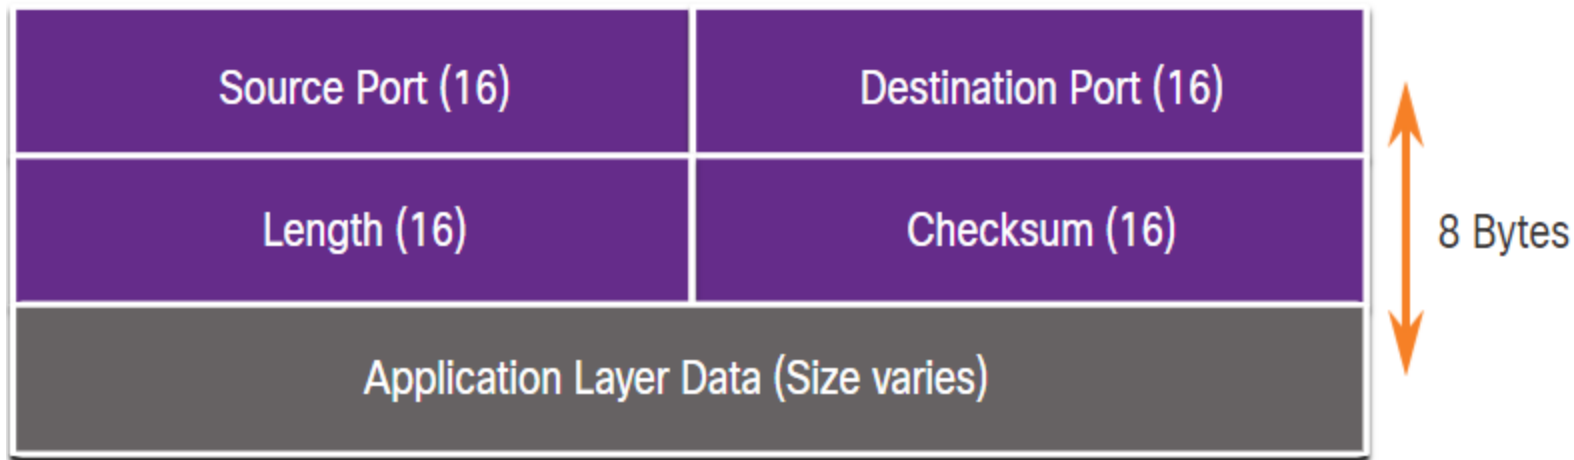 Source Port (16)
Destination Port (16)
Length (16)
Checksum (16)
8 Bytes
Application Layer Data (Size varies)